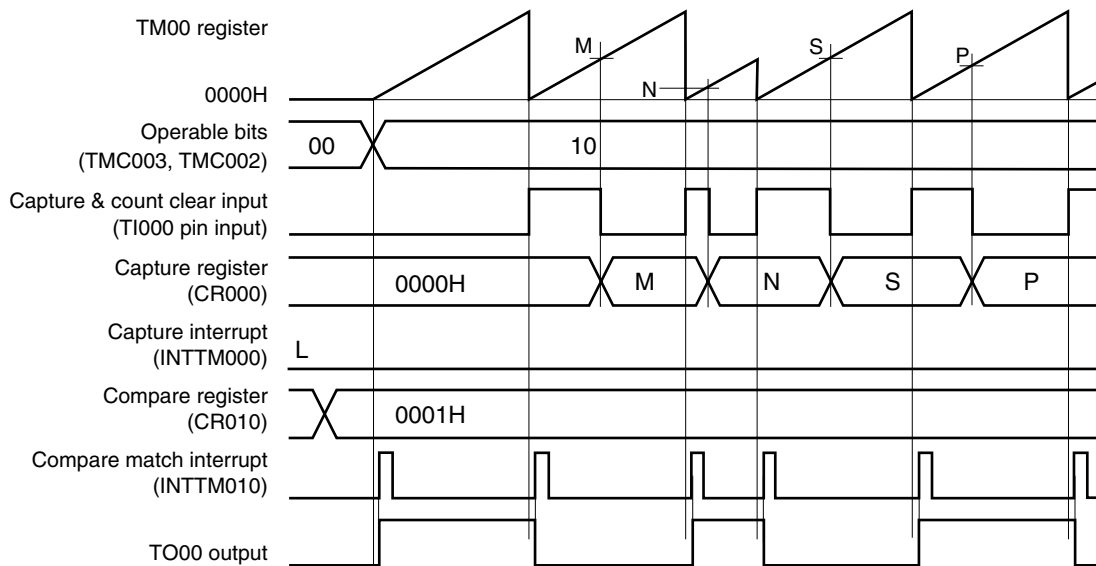 TM00 register
M
S
P
N
0000H
Operable bits
(TMC003, TMC002)
00
10
Capture & count clear input
(TI000 pin input)
Capture register
(CR000)
0000H
M
N
S
P
Capture interrupt
(INTTM000)
L
Compare register
(CR010)
0001H
Compare match interrupt
(INTTM010)
TO00 output